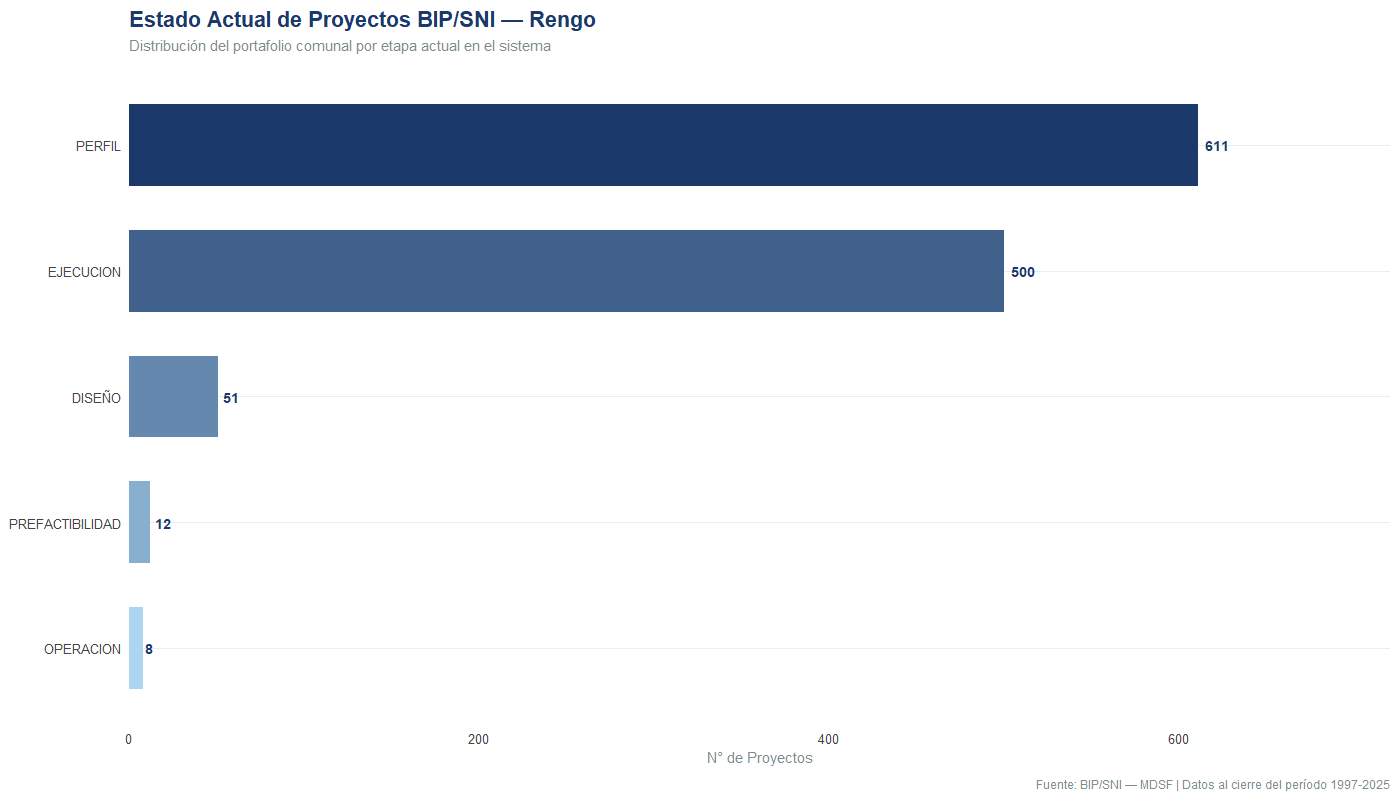 Estado Actual de Proyectos BIP/SNI — Rengo
Distribución del portafolio comunal por etapa actual en el sistema
PERFIL
611
EJECUCION
500
DISEÑO
51
PREFACTIBILIDAD
12
OPERACION
8
0 200 400 600
N° de Proyectos
Fuente: BIP/SNI — MDSF | Datos al cierre del período 1997-2025